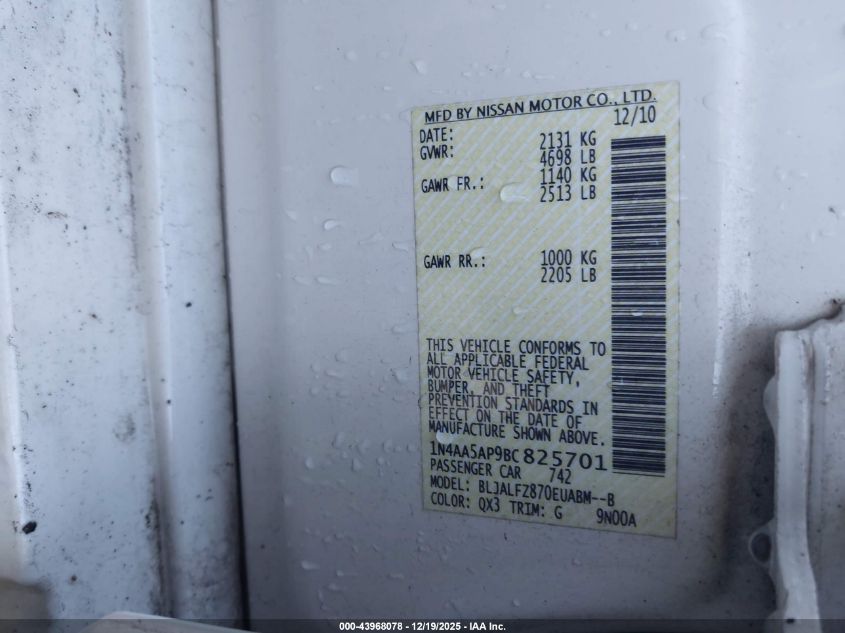 MFD BY NISSAN MOTOR CO., LTD.
DATE: 12/10
GVWR: 2131 KG
4698 LB
GAWR FR.: 1140 KG
2513 LB
GAWR RR.: 1000 KG
2205 LB
THIS VEHICLE CONFORMS TO
ALL APPLICABLE FEDERAL
MOTOR VEHICLE SAFETY,
BUMPER, AND THEFT
PREVENTION STANDARDS IN
EFFECT ON THE DATE OF
MANUFACTURE SHOWN ABOVE.
1N4AA5AP9BC 825701
PASSENGER CAR 742
MODEL: BLJALFZ870EUABM--B
COLOR: QX3 TRIM: G 9N00A
000-43968078 - 12/19/2025 - IAA Inc.